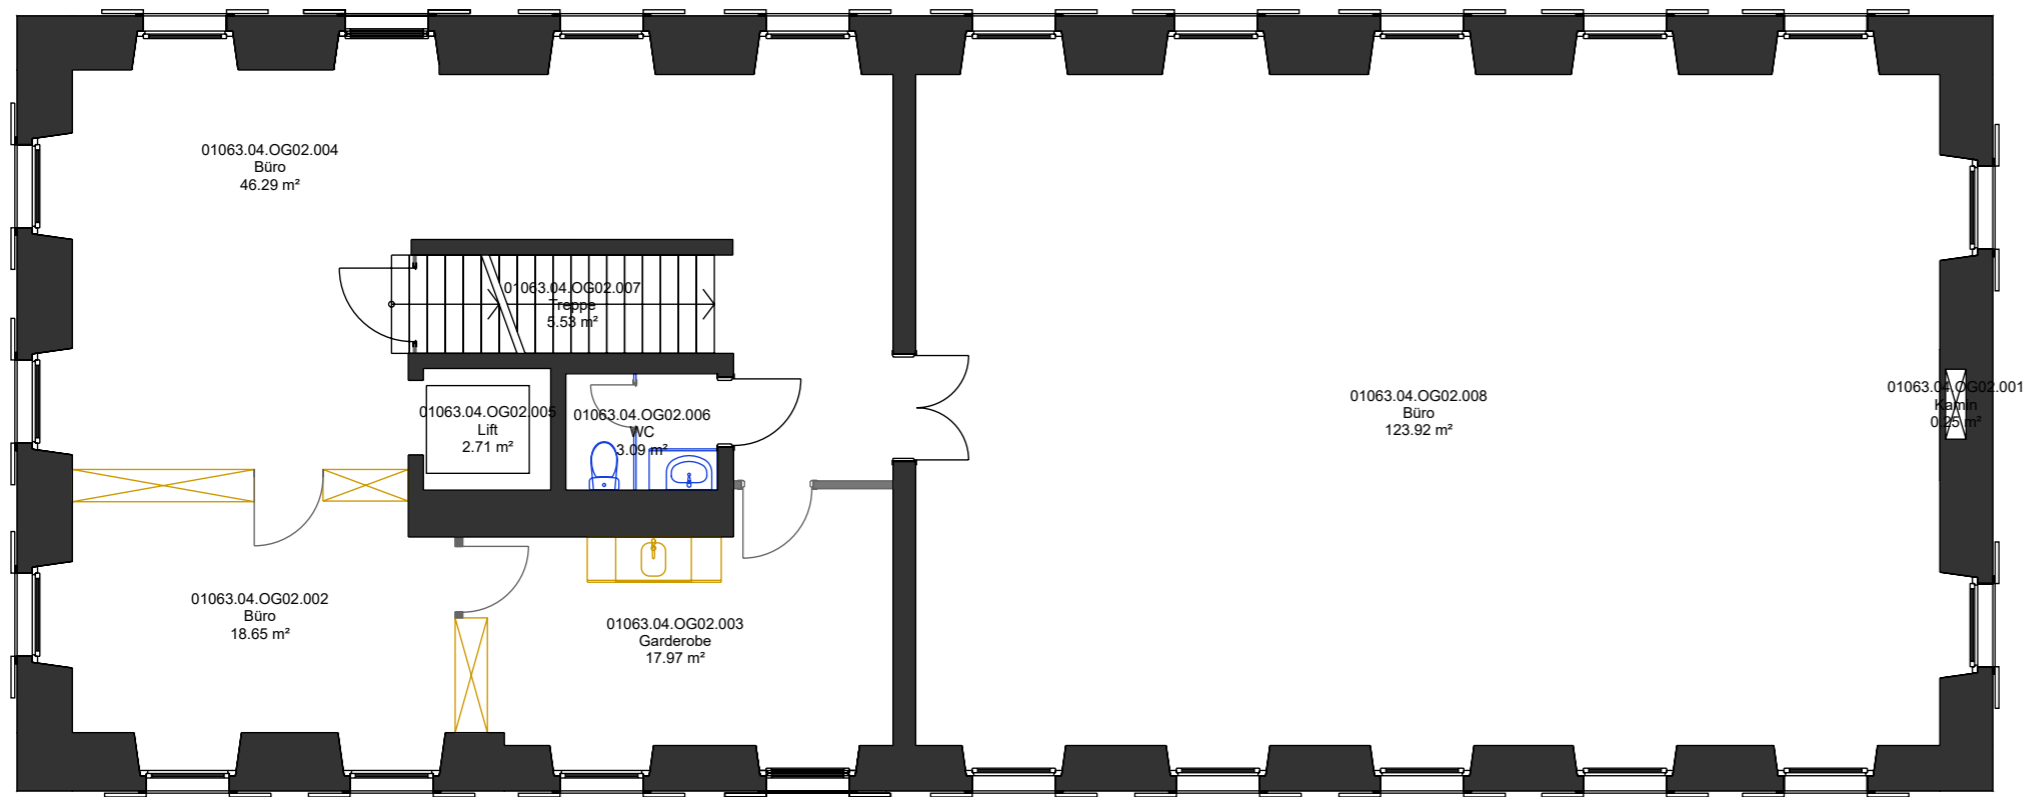 01063.04.OG02.004
Büro
46.29 m²
01063.04.OG02.007
Treppe
5.53 m²
01063.04.OG02.005
Lift
2.71 m²
01063.04.OG02.006
WC
3.09 m²
01063.04.OG02.008
Büro
123.92 m²
01063.04.OG02.001
Kamin
0.25 m²
01063.04.OG02.002
Büro
18.65 m²
01063.04.OG02.003
Garderobe
17.97 m²